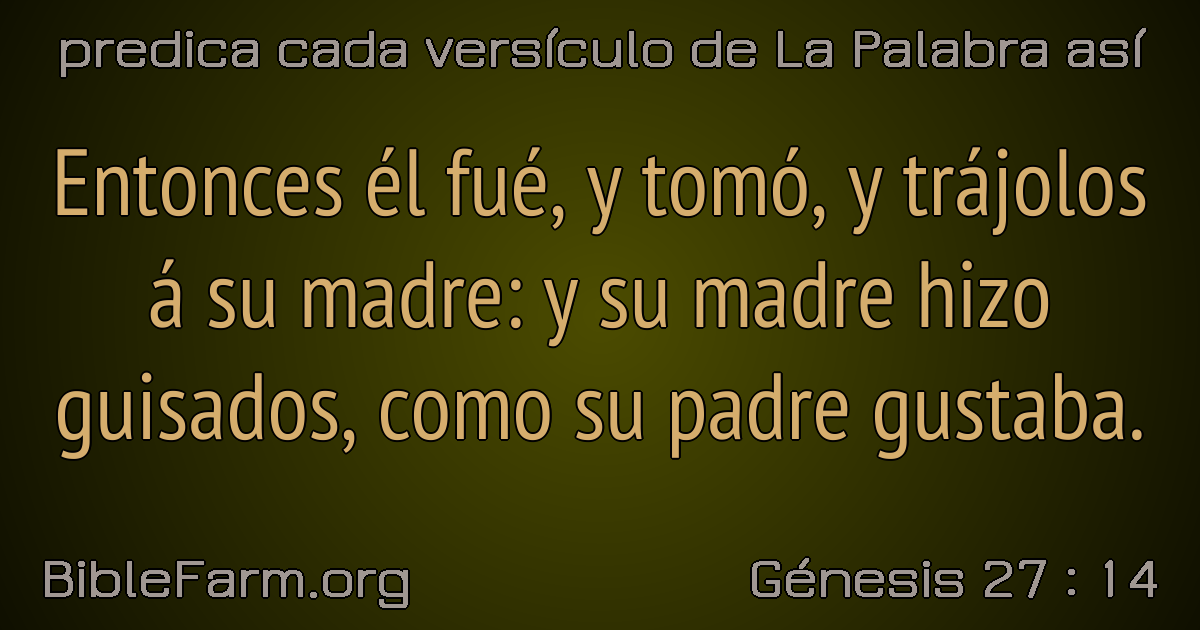 predica cada versículo de La Palabra así
Entonces él fué, y tomó, y trájolos
á su madre: y su madre hizo
guisados, como su padre gustaba.
BibleFarm.org
Génesis 27 : 14